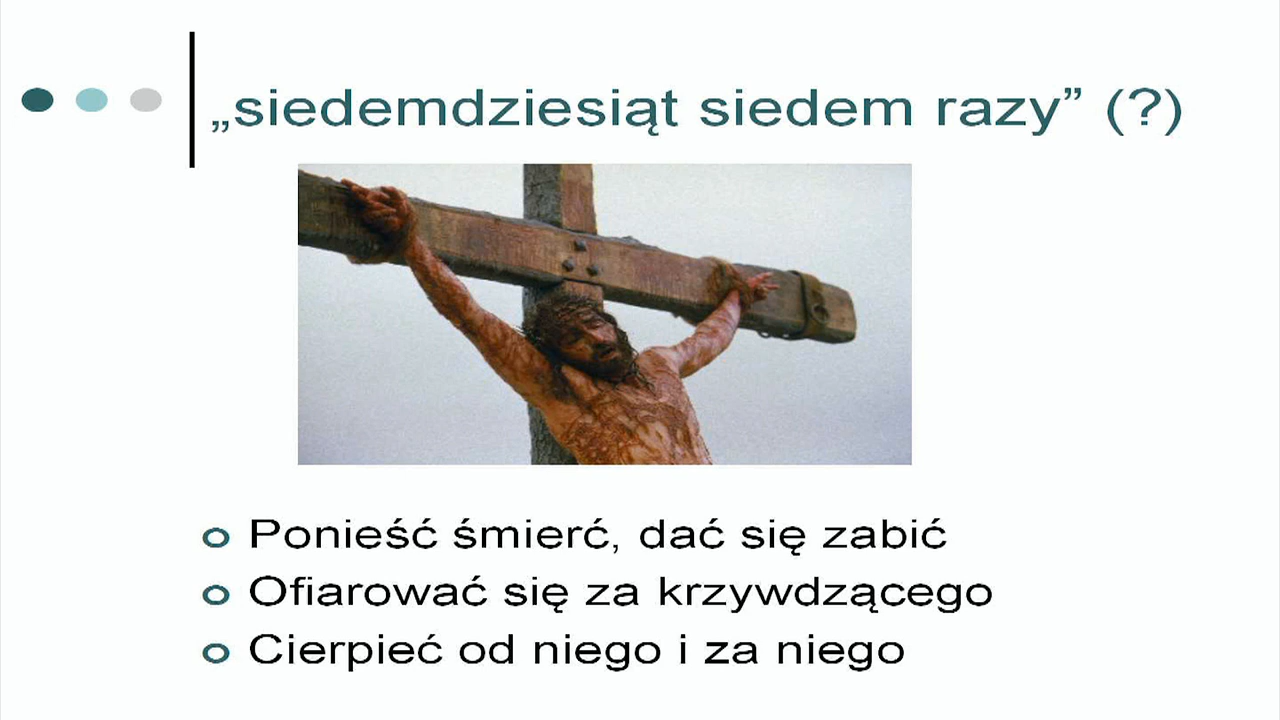 „siedemdziesiąt siedem razy” (?)
Ponieść śmierć, dać się zabić
Ofiarować się za krzywdzącego
Cierpieć od niego i za niego